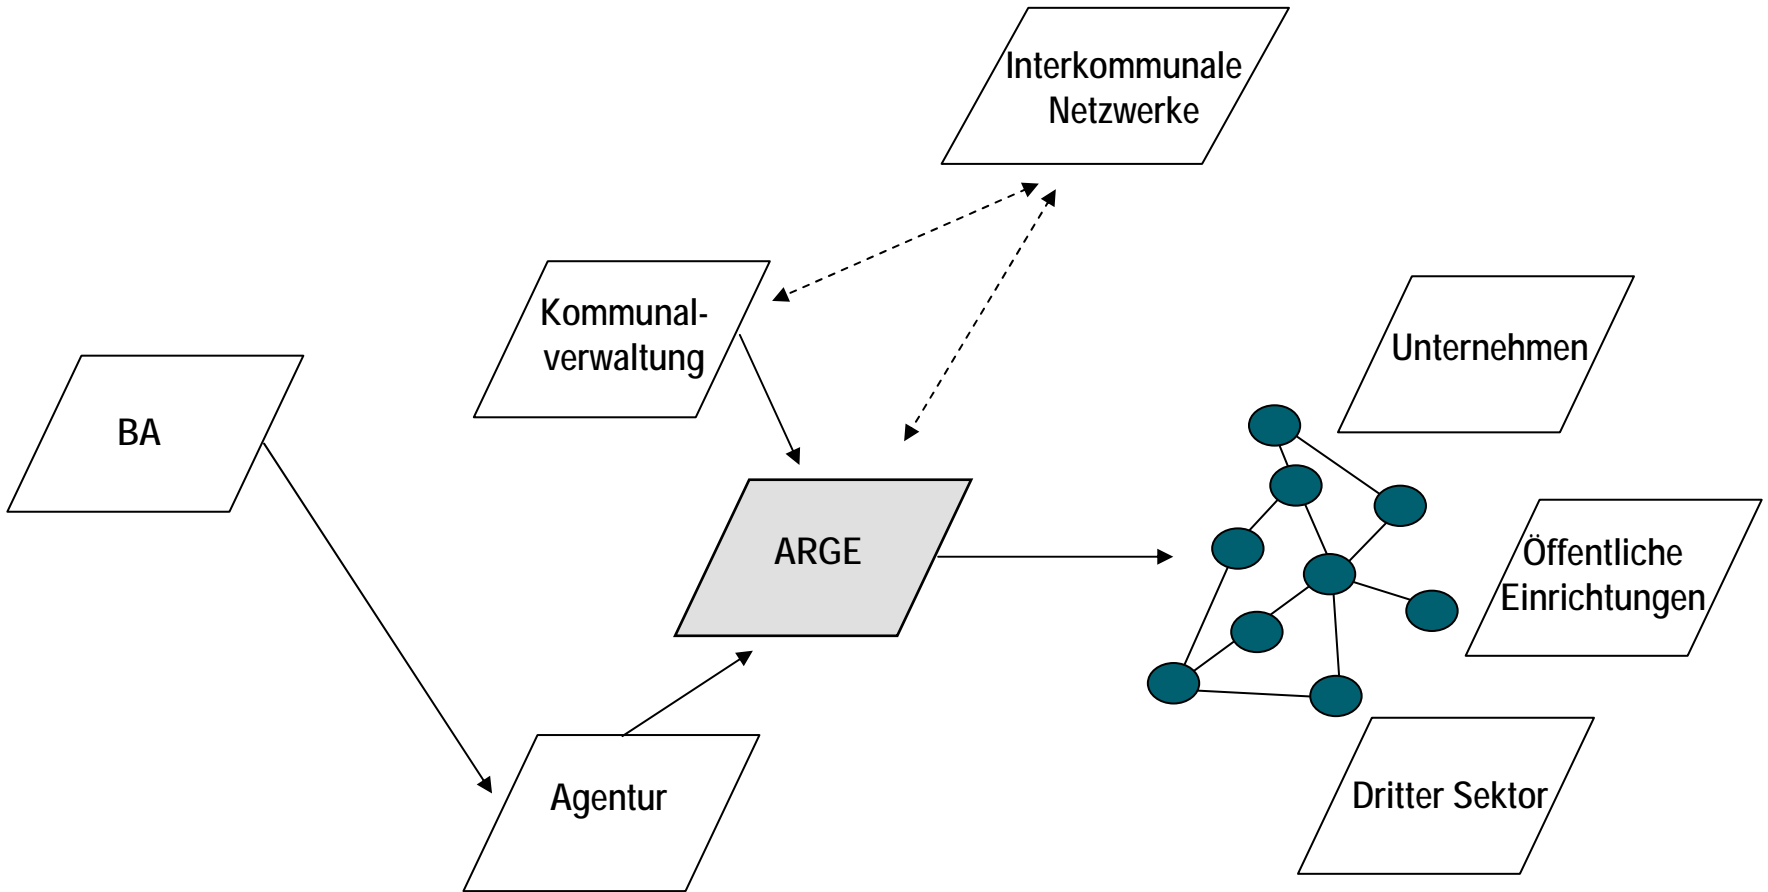 Interkommunale
Netzwerke
Kommunal-
verwaltung
Unternehmen
BA
ARGE
Öffentliche
Einrichtungen
Agentur
Dritter Sektor